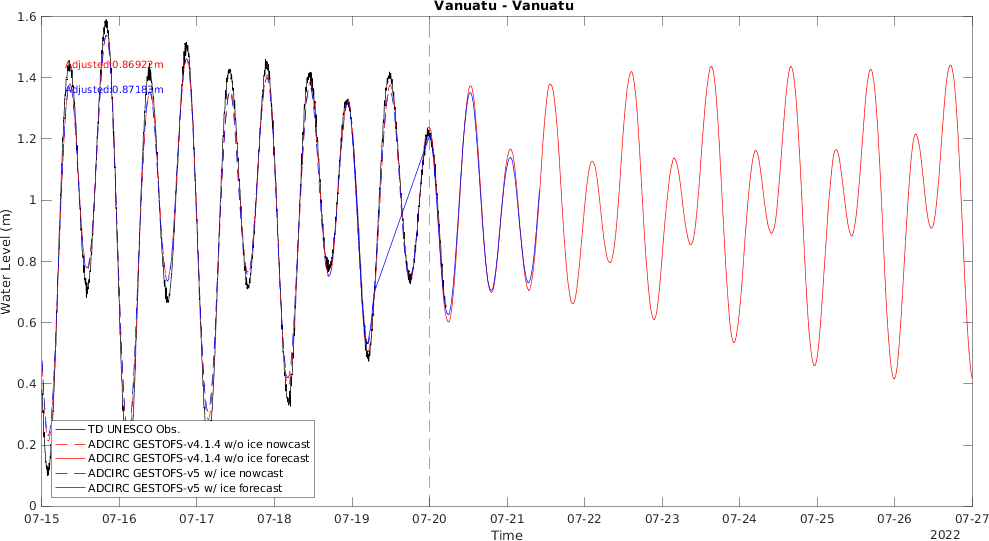 Vanuatu - Vanuatu
1.6
1.4
1.2
1
0.8
0.6
0.4
0.2
0
Water Level (m)
Adjusted:0.86922m
Adjusted:0.87183m
TD UNESCO Obs.
ADCIRC GESTOFS-v4.1.4 w/o ice nowcast
ADCIRC GESTOFS-v4.1.4 w/o ice forecast
ADCIRC GESTOFS-v5 w/ ice nowcast
ADCIRC GESTOFS-v5 w/ ice forecast
07-15 07-16 07-17 07-18 07-19 07-20 07-21 07-22 07-23 07-24 07-25 07-26 07-27
Time
2022